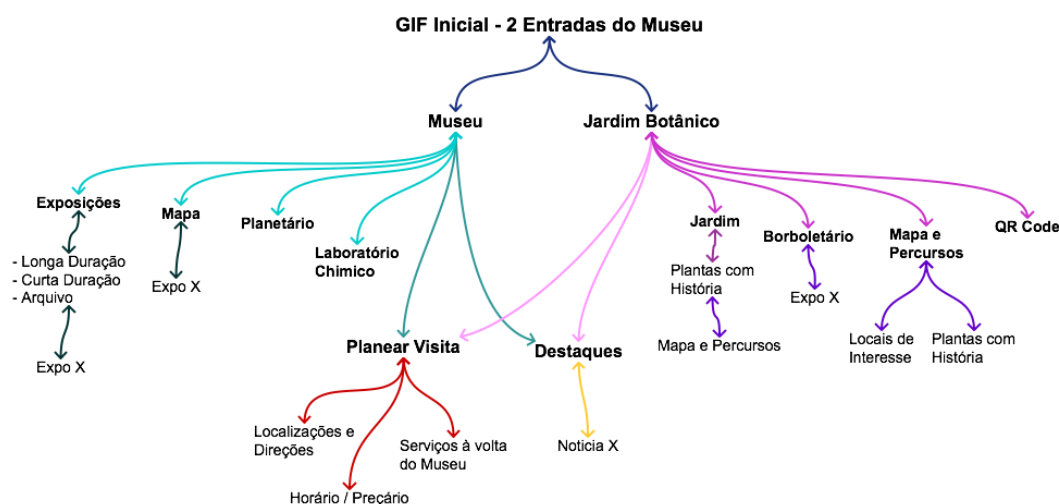 GIF Inicial - 2 Entradas do Museu
Museu
Jardim Botânico
Exposições
Mapa
Planetário
Laboratório
Chimico
Jardim
Borboletário
Mapa e
Percursos
QR Code
- Longa Duração
- Curta Duração
- Arquivo
Expo X
Plantas com
História
Expo X
Expo X
Planear Visita
Destaques
Mapa e Percursos
Locais de
Interesse
Plantas com
História
Localizações e
Direções
Serviços à volta
do Museu
Noticia X
Horário / Preçário